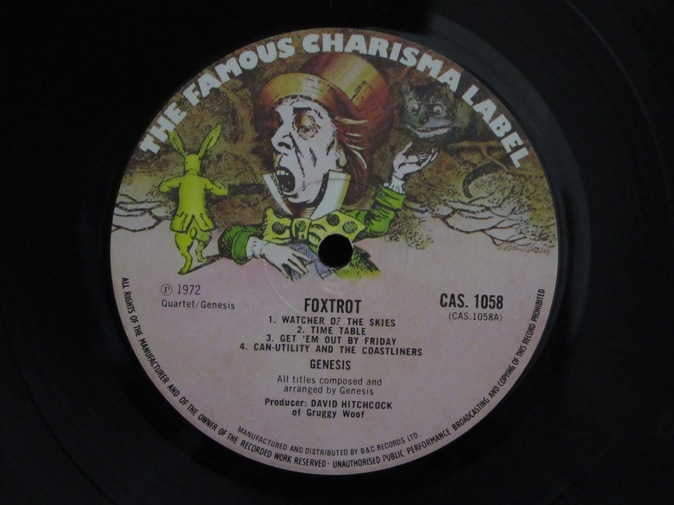 THE FAMOUS CHARISMA LABEL
Ⓟ 1972
Quartet/Genesis
FOXTROT
CAS. 1058
(CAS.1058A)
1. WATCHER OF THE SKIES
2. TIME TABLE
3. GET 'EM OUT BY FRIDAY
4. CAN-UTILITY AND THE COASTLINERS
GENESIS
All titles composed and
arranged by Genesis
Producer: DAVID HITCHCOCK
of Gruggy Woof
MANUFACTURED AND DISTRIBUTED BY B&C RECORDS LTD.
ALL RIGHTS OF THE MANUFACTURER AND OF THE OWNER OF THE RECORDED WORK RESERVED · UNAUTHORISED PUBLIC PERFORMANCE BROADCASTING AND COPYING OF THIS RECORD PROHIBITED